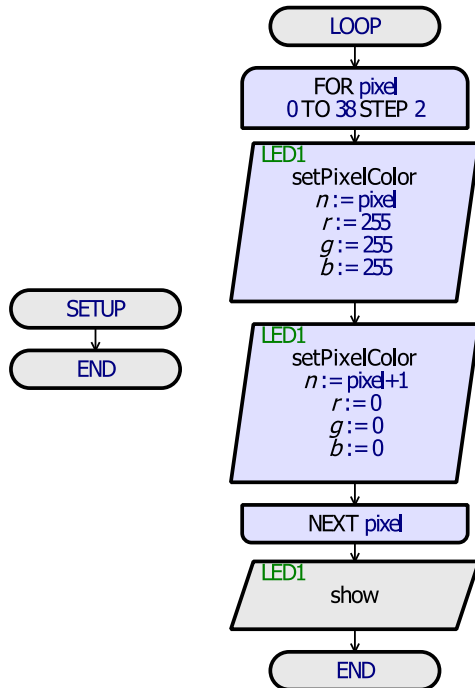 SETUP
END
LOOP
FOR pixel
0 TO 38 STEP 2
LED1
setPixelColor
n := pixel
r := 255
g := 255
b := 255
LED1
setPixelColor
n := pixel+1
r := 0
g := 0
b := 0
NEXT pixel
LED1
show
END